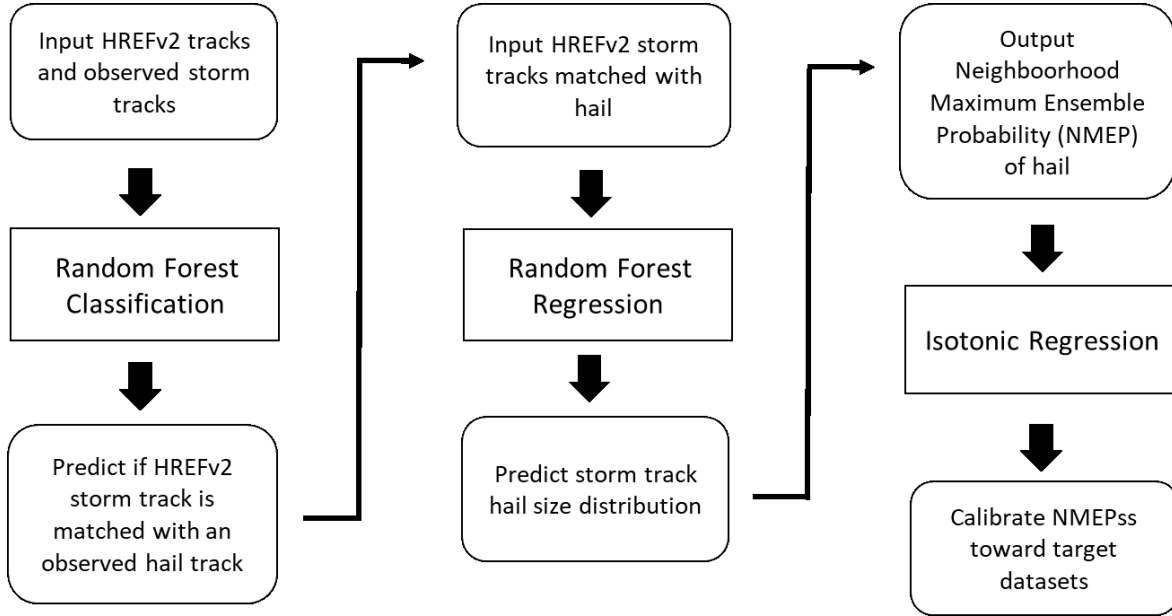 Input HREFv2 tracks
and observed storm
tracks
Random Forest
Classification
Predict if HREFv2
storm track is
matched with an
observed hail track
Input HREFv2 storm
tracks matched with
hail
Random Forest
Regression
Predict storm track
hail size distribution
Output
Neighboorhood
Maximum Ensemble
Probability (NMEP)
of hail
Isotonic Regression
Calibrate NMEPss
toward target
datasets